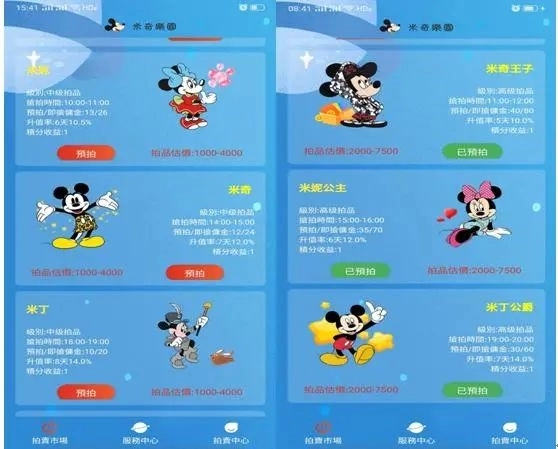 15:41
HD
米奇樂園
米妮
級別:中級拍品
搶拍時間:10:00-11:00
預拍/即搶傭金:13/26
升值率:6天10.5%
積分收益:1
預拍
拍品估價:1000-4000
米奇
級別:中級拍品
搶拍時間:14:00-15:00
預拍/即搶傭金:12/24
升值率:7天12.0%
積分收益:1
拍品估價:1000-4000
預拍
米丁
級別:中級拍品
搶拍時間:18:00-19:00
預拍/即搶傭金:10/20
升值率:8天14.0%
積分收益:1
預拍
拍品估價:1000-4000
拍賣市場
服務中心
拍賣中心
08:41
HD
米奇樂園
米奇王子
級別:高級拍品
搶拍時間:11:00-12:00
預拍/即搶傭金:40/80
升值率:5天10.0%
積分收益:1
拍品估價:2000-7500
已預拍
米妮公主
級別:高級拍品
搶拍時間:15:00-16:00
預拍/即搶傭金:35/70
升值率:6天12.0%
積分收益:1
已預拍
拍品估價:2000-7500
米丁公爵
級別:高級拍品
搶拍時間:19:00-20:00
預拍/即搶傭金:30/60
升值率:7天14.0%
積分收益:1
拍品估價:2000-7500
已預拍
拍賣市場
服務中心
拍賣中心